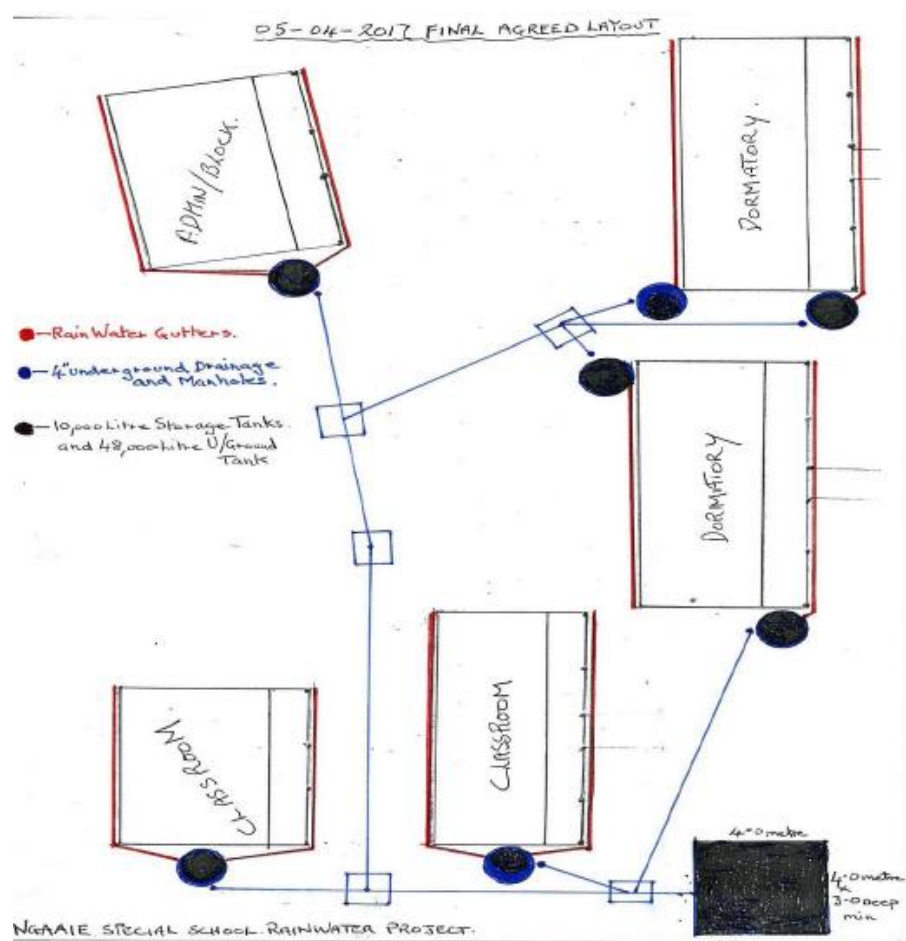 05-04-2017 FINAL AGREED LAYOUT
ADMIN/BLOCK.
DORMATORY.
RainWater Gutters.
4" underground Drainage
and Manholes.
10,000 Litre Storage Tanks
and 48,000 Litre U/Ground
Tank
DORMATORY
CLASSROOM
CLASSROOM
4.0 metre
4.0 metre
x
3.0 Deep
min
NGAAIE SPECIAL SCHOOL. RAINWATER PROJECT.